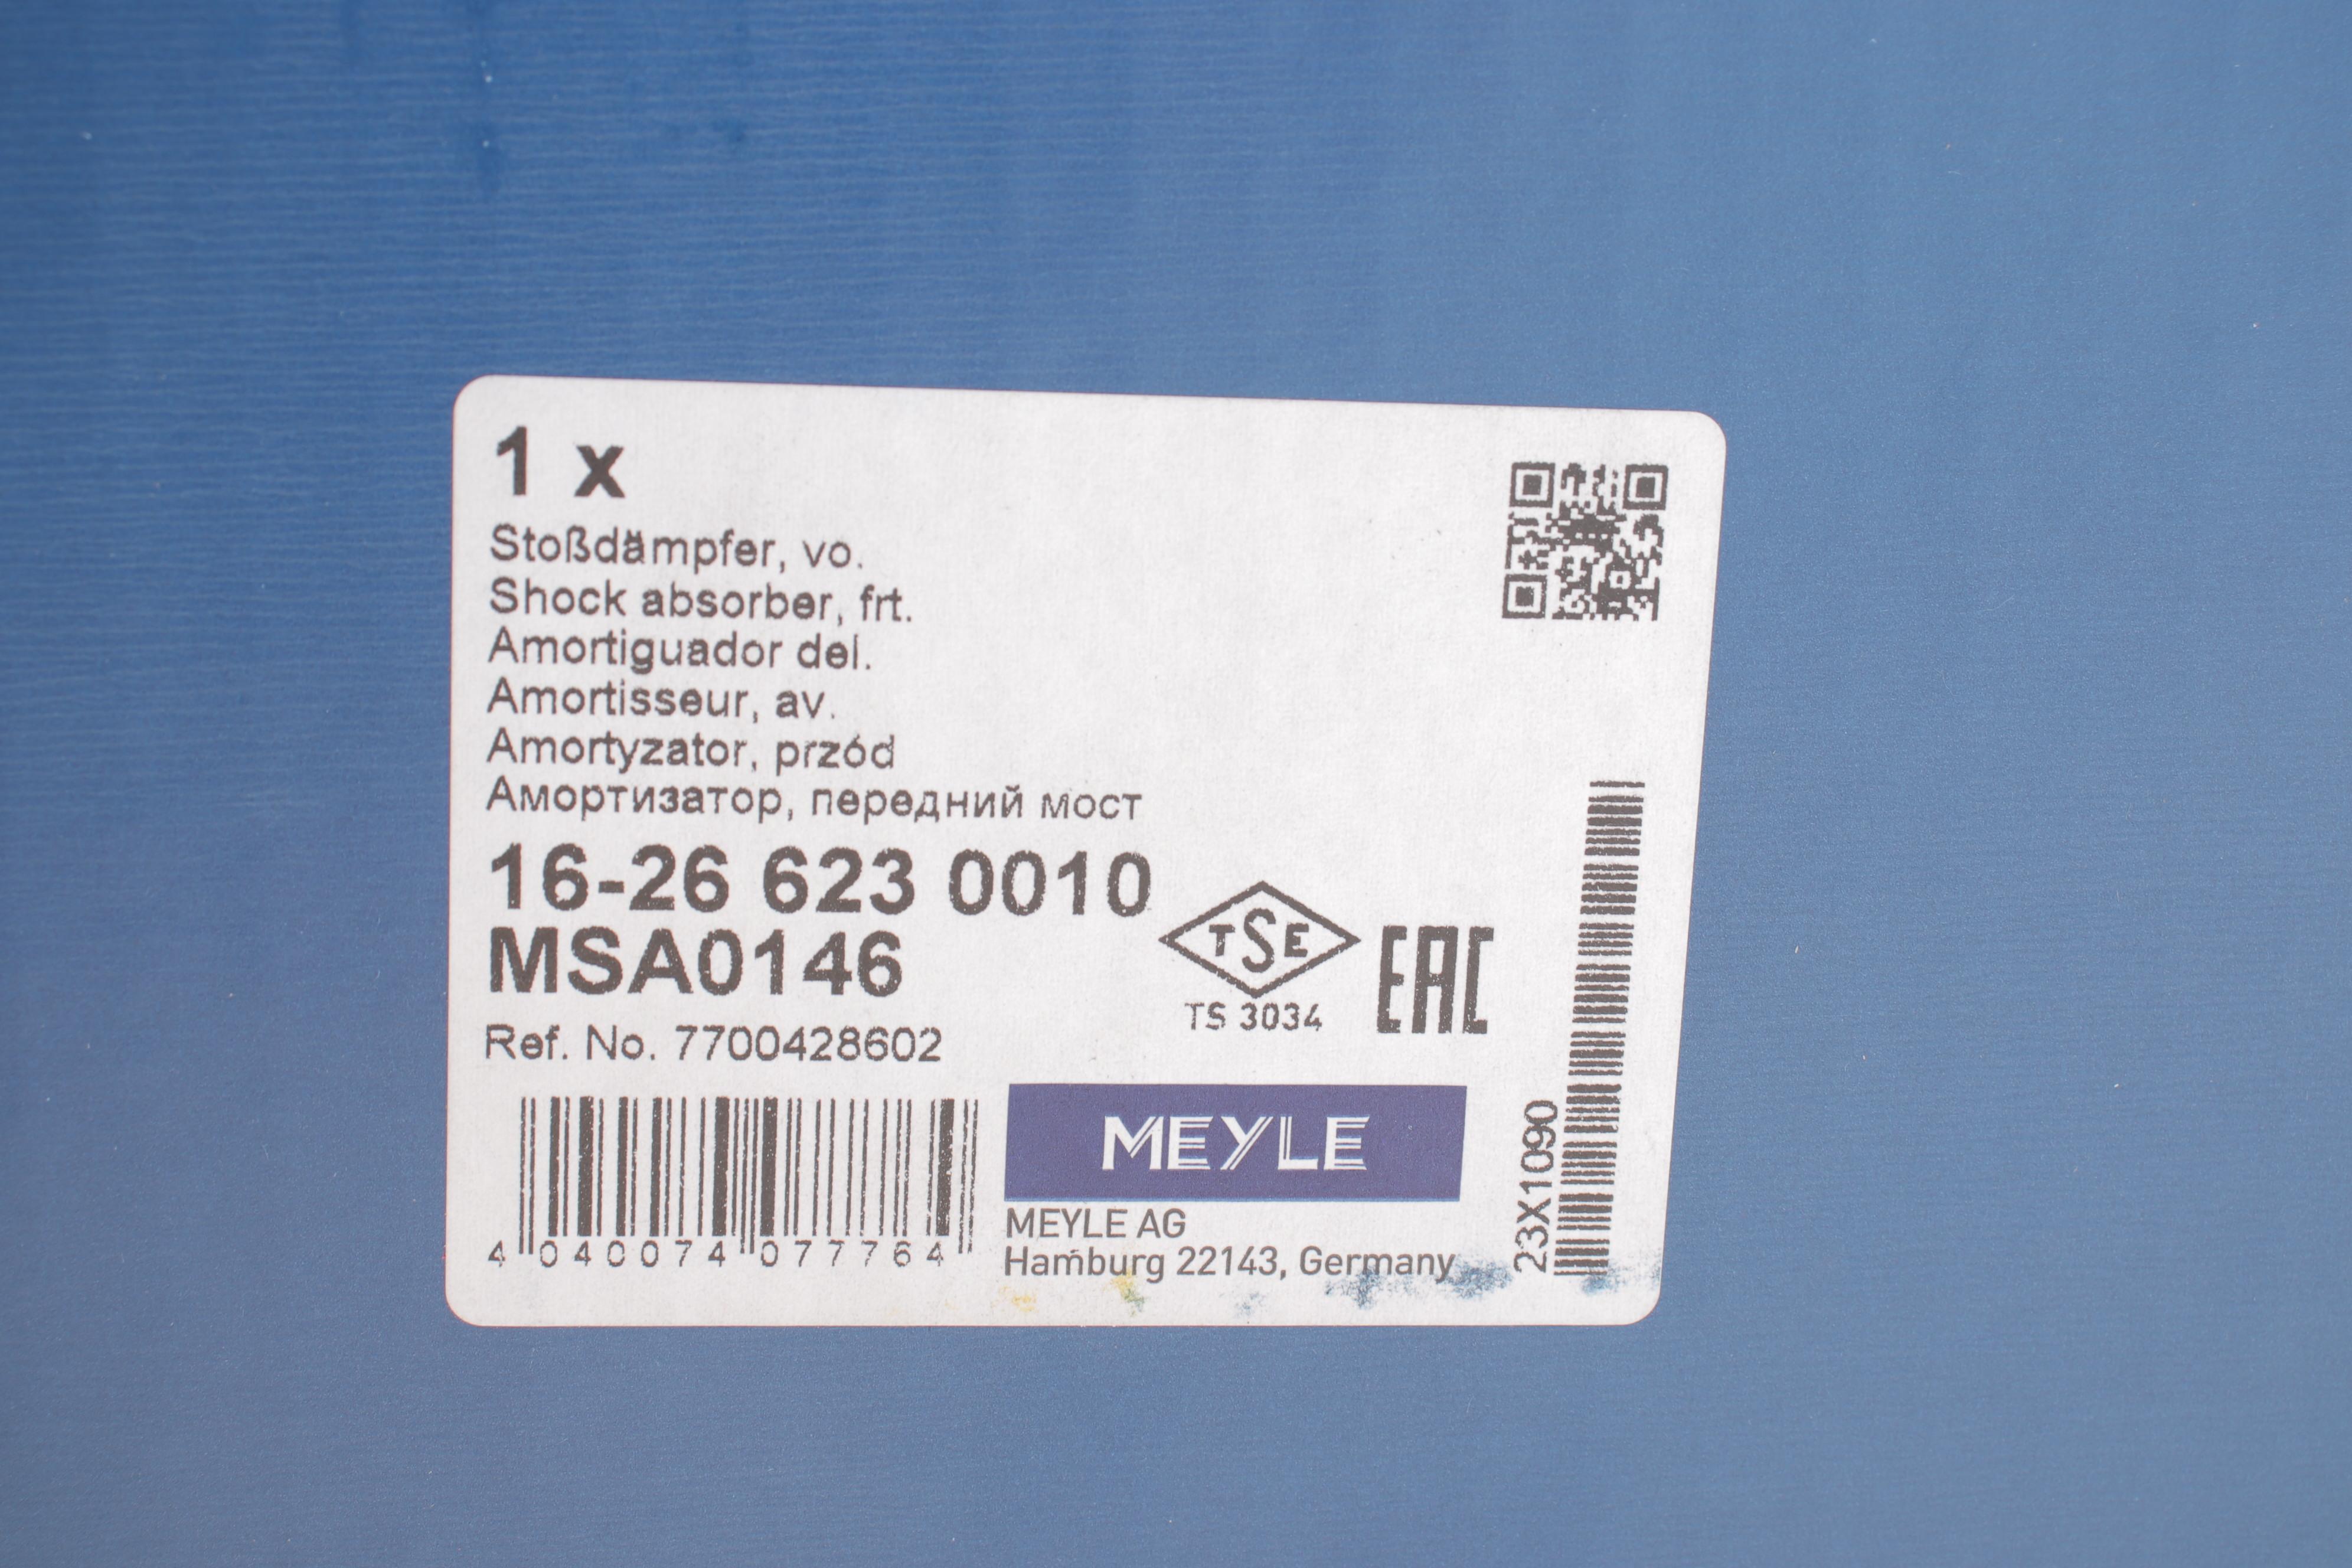 1 x
Stoßdämpfer, vo.
Shock absorber, frt.
Amortiguador del.
Amortisseur, av.
Amortyzator, przód
Амортизатор, передний мост
16-26 623 0010
MSA0146
TSE
TS 3034
EAC
Ref. No. 7700428602
4 040074 077764
MEYLE
MEYLE AG
Hamburg 22143, Germany
23X1090